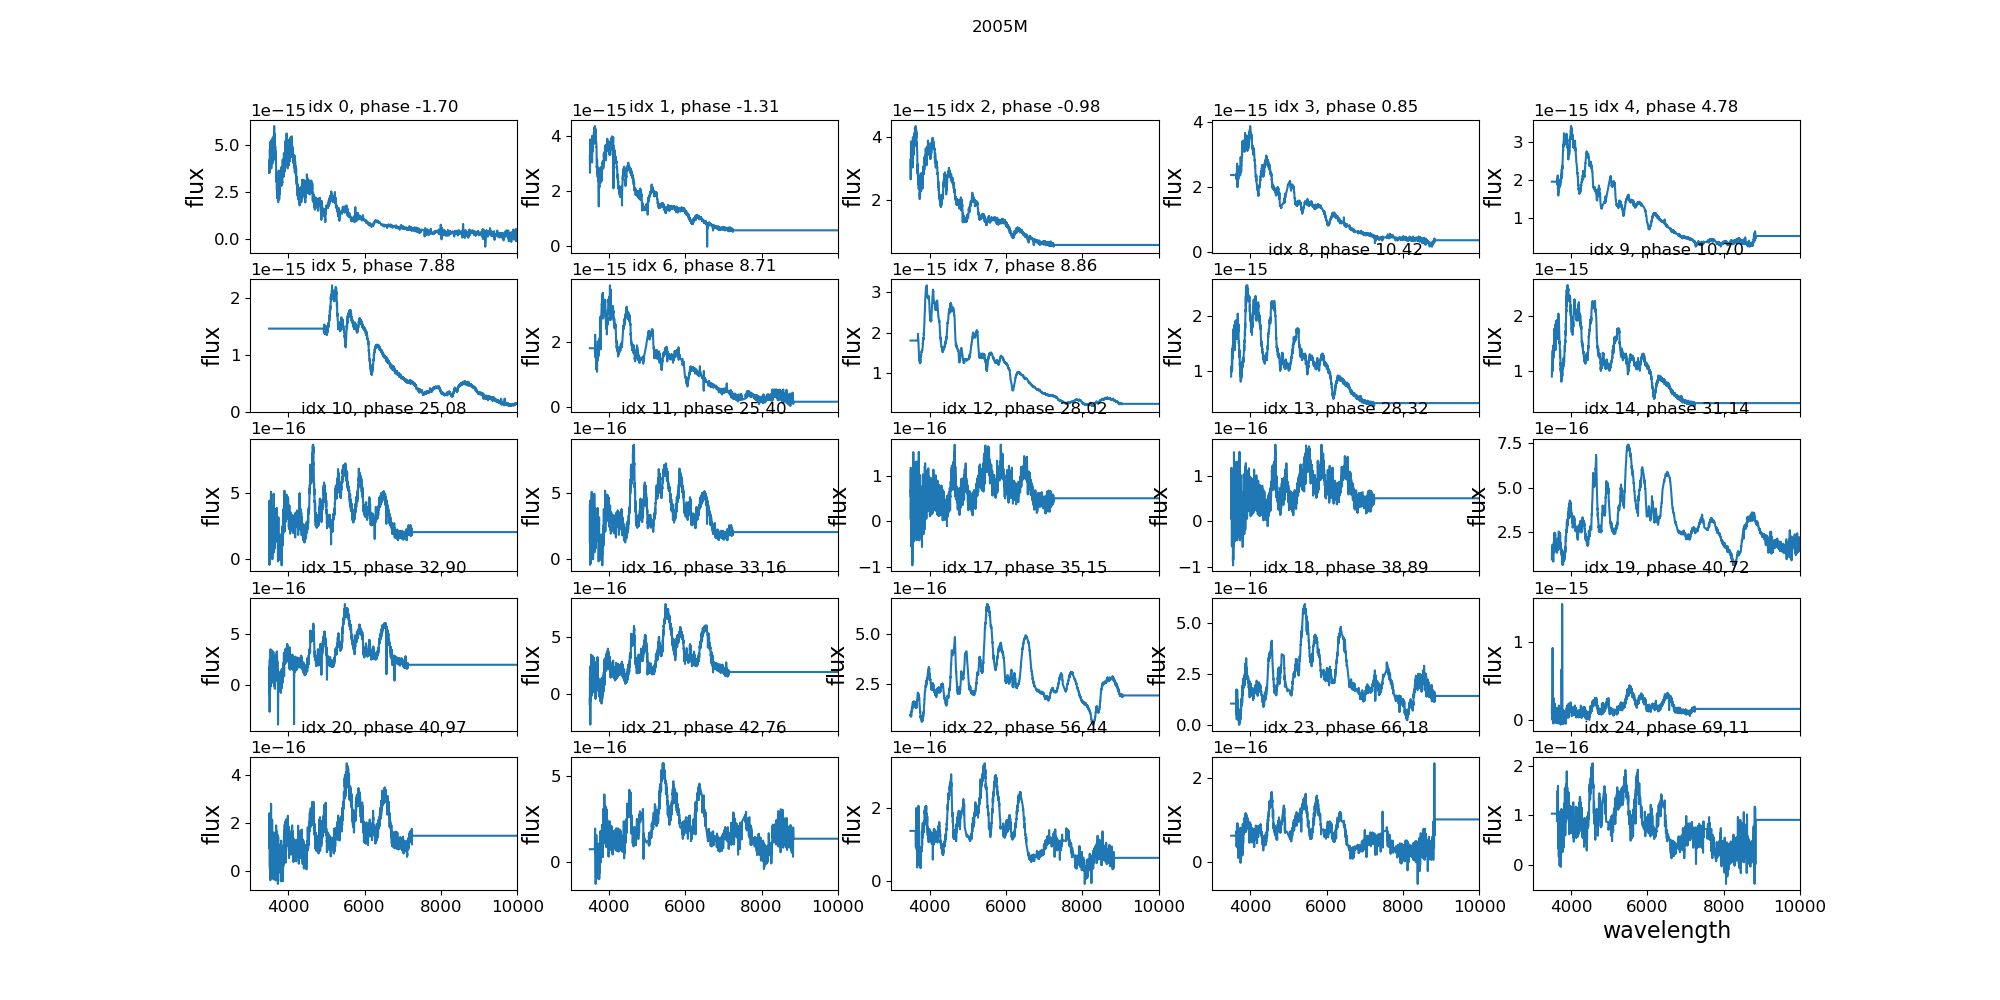 2005M
1e−15 idx 0, phase -1.70
1e−15 idx 1, phase -1.31
1e−15 idx 2, phase -0.98
1e−15 idx 3, phase 0.85
1e−15 idx 4, phase 4.78
flux 5.0 2.5 0.0
flux 4 2 0
flux 4 2
flux 4 2 0
flux 3 2 1
1e−15 idx 5, phase 7.88
1e−15 idx 6, phase 8.71
1e−15 idx 7, phase 8.86
1e−15 idx 8, phase 10.42
1e−15 idx 9, phase 10.70
flux 2 1 0
flux 2 0
flux 3 2 1
flux 2 1
flux 2 1
1e−16 idx 10, phase 25.08
1e−16 idx 11, phase 25.40
1e−16 idx 12, phase 28.02
1e−16 idx 13, phase 28.32
1e−16 idx 14, phase 31.14
flux 5 0
flux 5 0
flux 1 0 −1
flux 1 0 −1
flux 7.5 5.0 2.5
1e−16 idx 15, phase 32.90
1e−16 idx 16, phase 33.16
1e−16 idx 17, phase 35.15
1e−16 idx 18, phase 38.89
1e−15 idx 19, phase 40.72
flux 5 0
flux 5 0
flux 5.0 2.5
flux 5.0 2.5 0.0
flux 1 0
1e−16 idx 20, phase 40.97
1e−16 idx 21, phase 42.76
1e−16 idx 22, phase 56.44
1e−16 idx 23, phase 66.18
1e−16 idx 24, phase 69.11
flux 4 2 0
flux 5 0
flux 2 0
flux 2 0
flux 2 1 0
4000 6000 8000 10000
4000 6000 8000 10000
4000 6000 8000 10000
4000 6000 8000 10000
4000 6000 8000 10000
wavelength